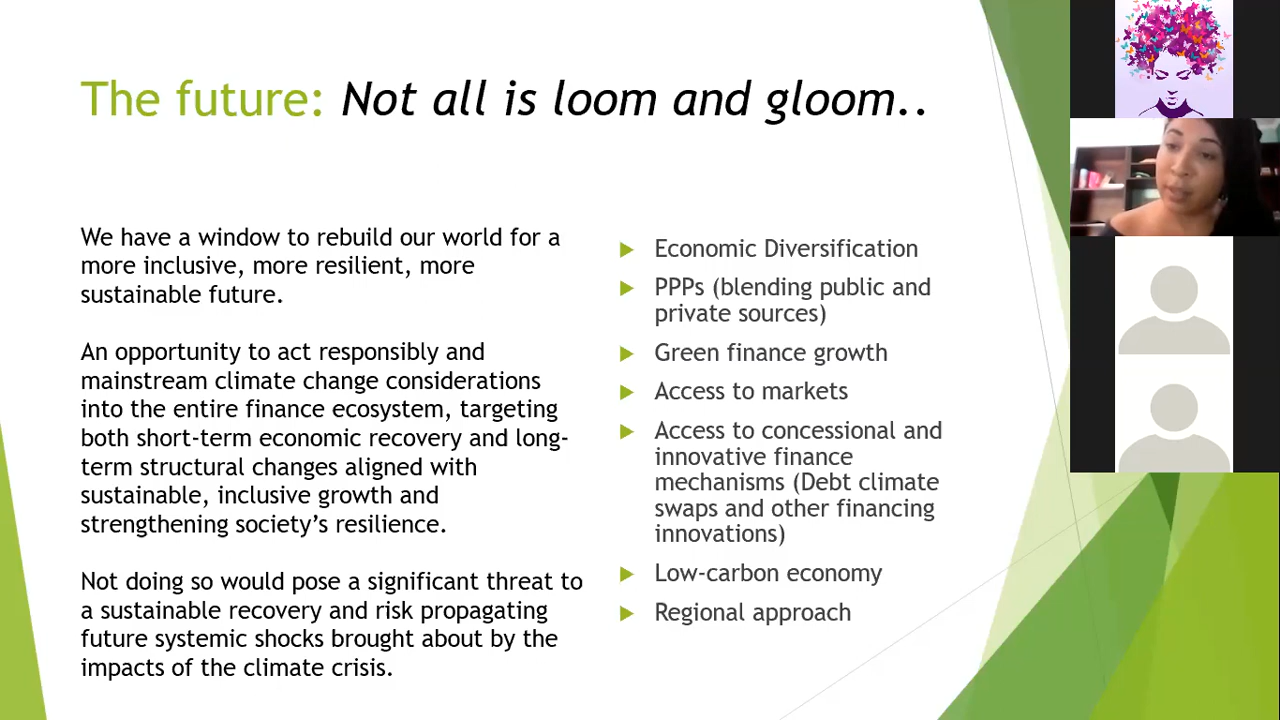 The future: Not all is loom and gloom..
We have a window to rebuild our world for a
more inclusive, more resilient, more
sustainable future.
An opportunity to act responsibly and
mainstream climate change considerations
into the entire finance ecosystem, targeting
both short-term economic recovery and long-
term structural changes aligned with
sustainable, inclusive growth and
strengthening society’s resilience.
Not doing so would pose a significant threat to
a sustainable recovery and risk propagating
future systemic shocks brought about by the
impacts of the climate crisis.
Economic Diversification
PPPs (blending public and
private sources)
Green finance growth
Access to markets
Access to concessional and
innovative finance
mechanisms (Debt climate
swaps and other financing
innovations)
Low-carbon economy
Regional approach